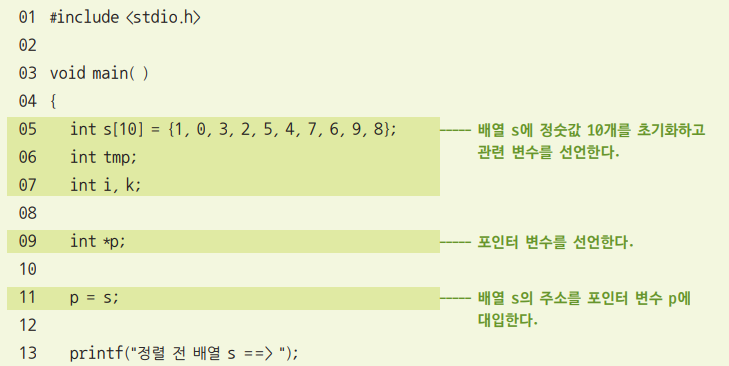 01 #include <stdio.h>
02
03 void main( )
04 {
05 int s[10] = {1, 0, 3, 2, 5, 4, 7, 6, 9, 8}; ----- 배열 s에 정숫값 10개를 초기화하고
관련 변수를 선언한다.
06 int tmp;
07 int i, k;
08
09 int *p; ----- 포인터 변수를 선언한다.
10
11 p = s; ----- 배열 s의 주소를 포인터 변수 p에
대입한다.
12
13 printf("정렬 전 배열 s ==> ");